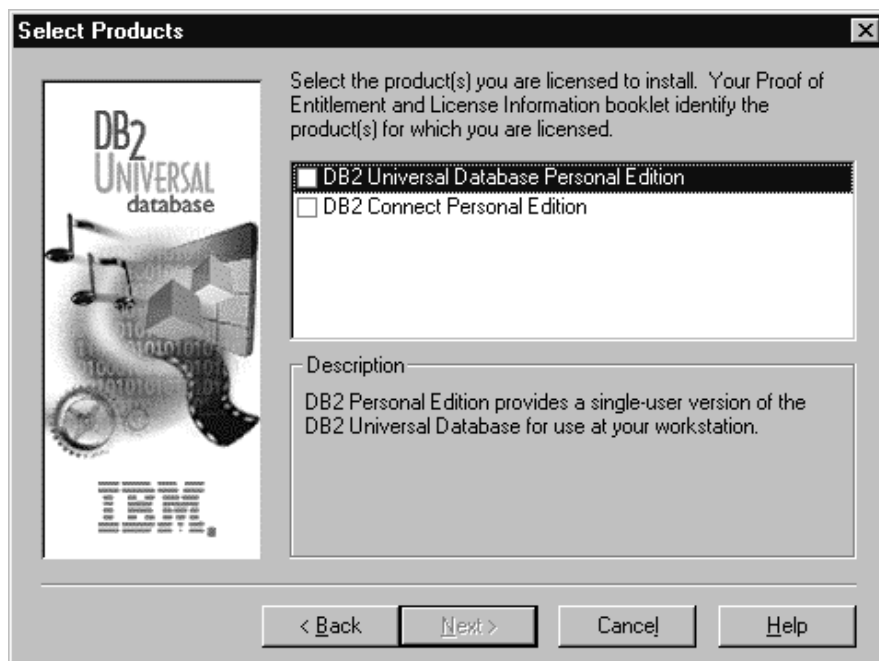 Select Products
Select the product(s) you are licensed to install. Your Proof of
Entitlement and License Information booklet identify the
product(s) for which you are licensed.
DB2
UNIVERSAL
database
DB2 Universal Database Personal Edition
DB2 Connect Personal Edition
Description
DB2 Personal Edition provides a single-user version of the
DB2 Universal Database for use at your workstation.
IBM
< Back
Next >
Cancel
Help